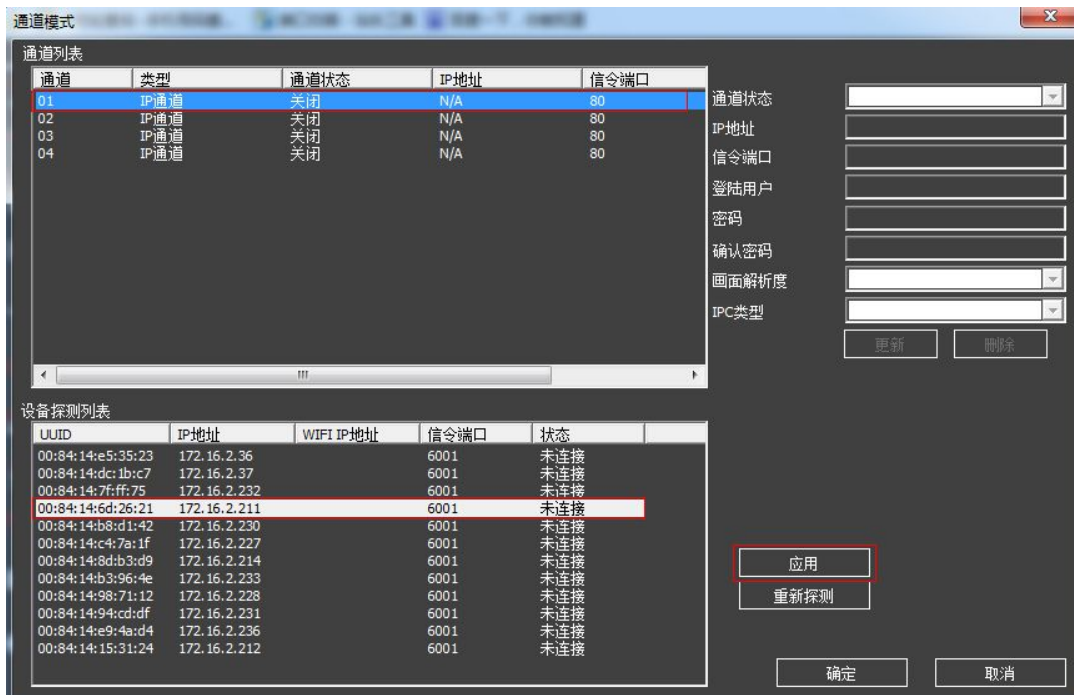 通道模式
通道列表
通道 类型 通道状态 IP地址 信令端口
01 IP通道 关闭 N/A 80
02 IP通道 关闭 N/A 80
03 IP通道 关闭 N/A 80
04 IP通道 关闭 N/A 80
通道状态
IP地址
信令端口
登陆用户
密码
确认密码
画面解析度
IPC类型
更新 删除
设备探测列表
UUID IP地址 WIFI IP地址 信令端口 状态
00:84:14:e5:35:23 172.16.2.36 6001 未连接
00:84:14:dc:1b:c7 172.16.2.37 6001 未连接
00:84:14:7f:ff:75 172.16.2.232 6001 未连接
00:84:14:6d:26:21 172.16.2.211 6001 未连接
00:84:14:b8:d1:42 172.16.2.230 6001 未连接
00:84:14:c4:7a:1f 172.16.2.227 6001 未连接
00:84:14:8d:b3:d9 172.16.2.214 6001 未连接
00:84:14:b3:96:4e 172.16.2.233 6001 未连接
00:84:14:98:71:12 172.16.2.228 6001 未连接
00:84:14:94:cd:df 172.16.2.231 6001 未连接
00:84:14:e9:4a:d4 172.16.2.236 6001 未连接
00:84:14:15:31:24 172.16.2.212 6001 未连接
应用
重新探测
确定 取消